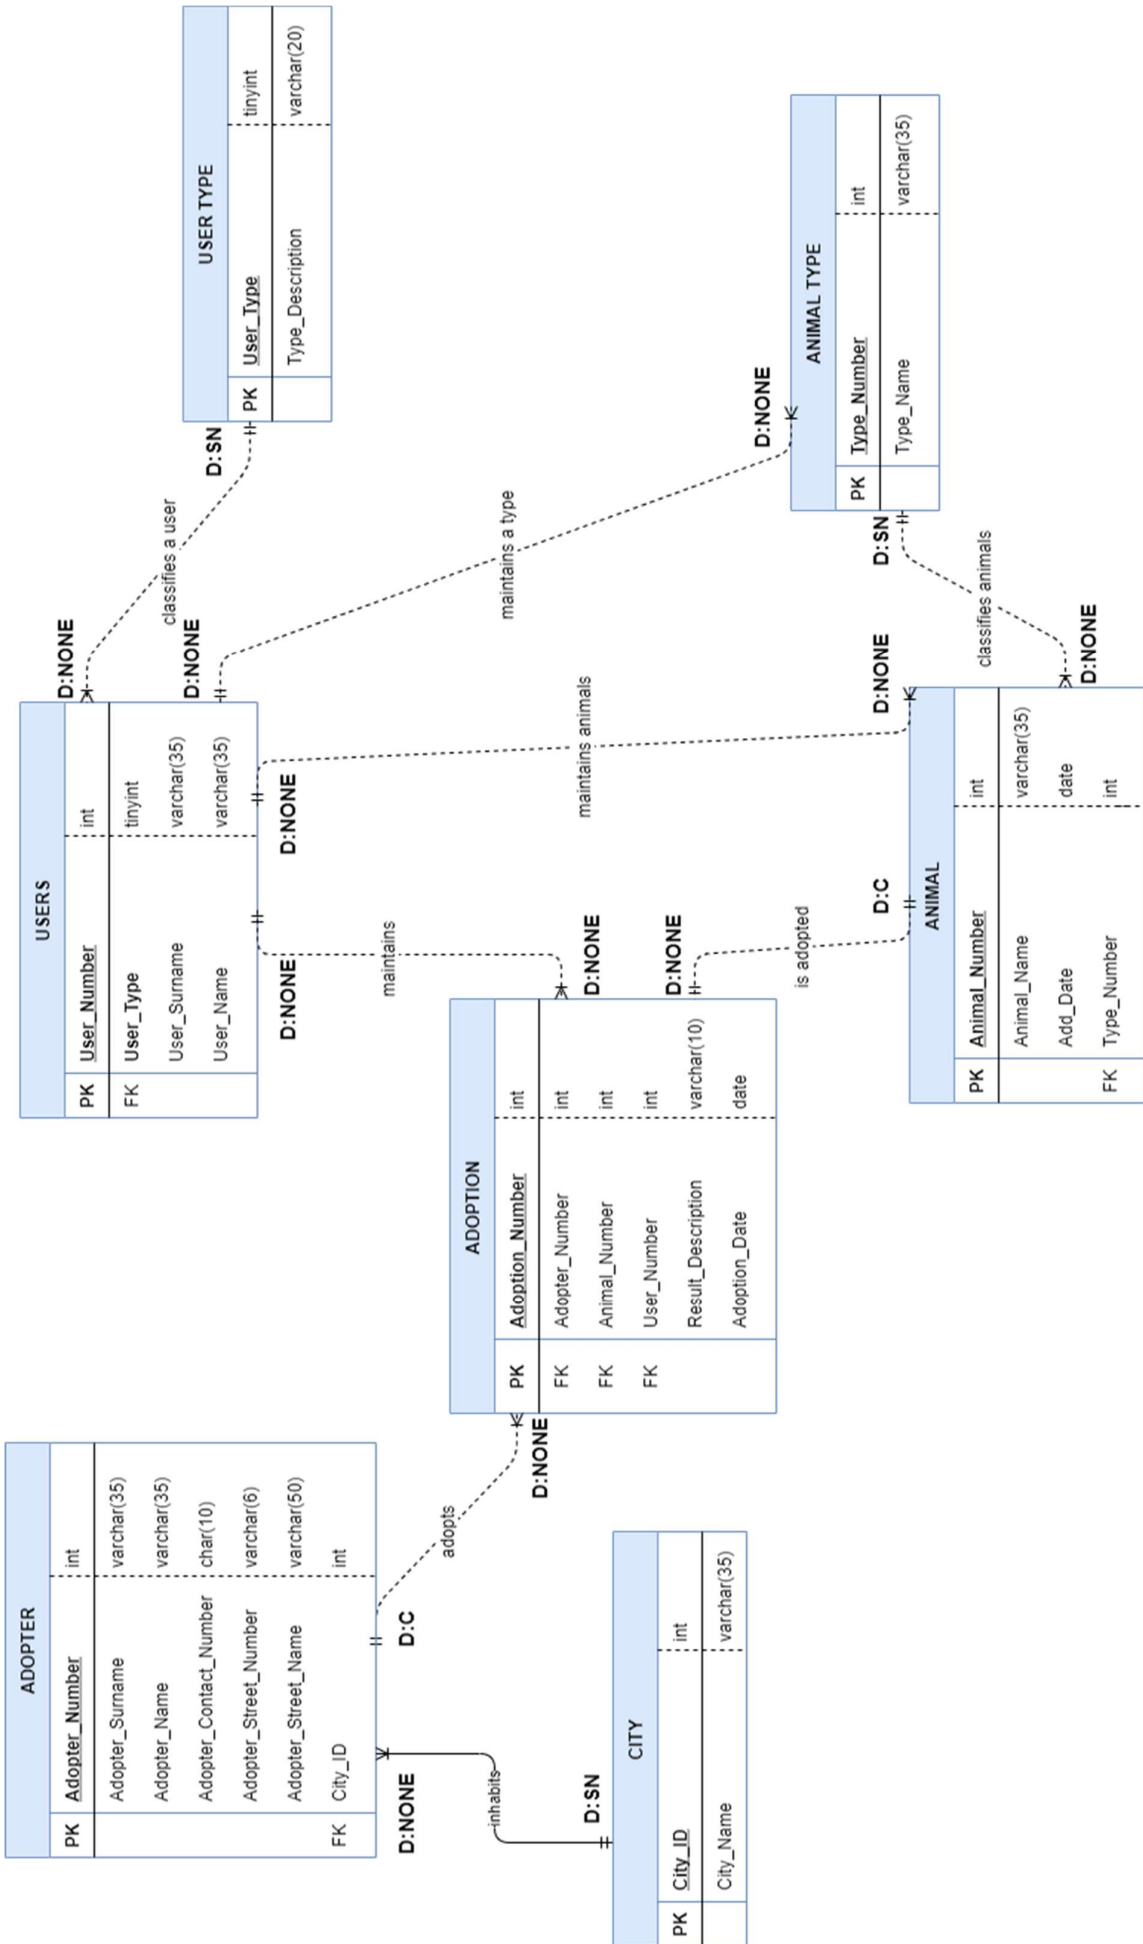 ADOPTER
PK Adopter_Number int
Adopter_Surname varchar(35)
Adopter_Name varchar(35)
Adopter_Contact_Number char(10)
Adopter_Street_Number varchar(6)
Adopter_Street_Name varchar(50)
FK City_ID int
D:NONE
D:C
inhabits
adopts
D:SN
D:NONE
CITY
PK City_ID int
City_Name varchar(35)
USERS
PK User_Number int
FK User_Type tinyint
User_Surname varchar(35)
User_Name varchar(35)
D:NONE
D:NONE
D:NONE
D:NONE
classifies a user
D:SN
USER TYPE
PK User_Type tinyint
Type_Description varchar(20)
maintains
maintains animals
maintains a type
ADOPTION
PK Adoption_Number int
FK Adopter_Number int
FK Animal_Number int
FK User_Number int
Result_Description varchar(10)
Adoption_Date date
D:NONE
D:NONE
is adopted
D:C
D:NONE
D:NONE
ANIMAL TYPE
PK Type_Number int
Type_Name varchar(35)
D:SN
classifies animals
D:NONE
ANIMAL
PK Animal_Number int
Animal_Name varchar(35)
Add_Date date
FK Type_Number int